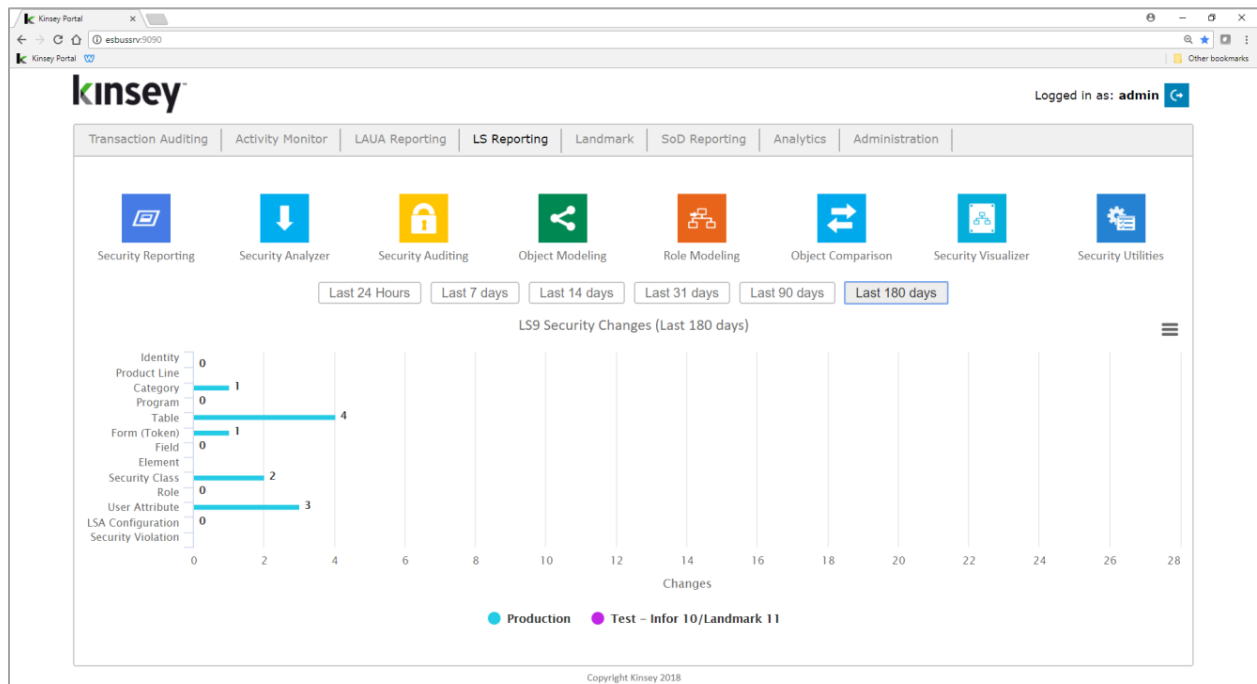 Kinsey Portal
esbussrv:9090
Kinsey Portal
Other bookmarks
kinsey
Logged in as: admin
Transaction Auditing Activity Monitor LAUA Reporting LS Reporting Landmark SoD Reporting Analytics Administration
Security Reporting Security Analyzer Security Auditing Object Modeling Role Modeling Object Comparison Security Visualizer Security Utilities
Last 24 Hours Last 7 days Last 14 days Last 31 days Last 90 days Last 180 days
LS9 Security Changes (Last 180 days)
Identity 0
Product Line
Category 1
Program 0
Table 4
Form (Token) 1
Field 0
Element
Security Class 2
Role 0
User Attribute 3
LSA Configuration 0
Security Violation
0 2 4 6 8 10 12 14 16 18 20 22 24 26 28
Changes
Production Test – Infor 10/Landmark 11
Copyright Kinsey 2018